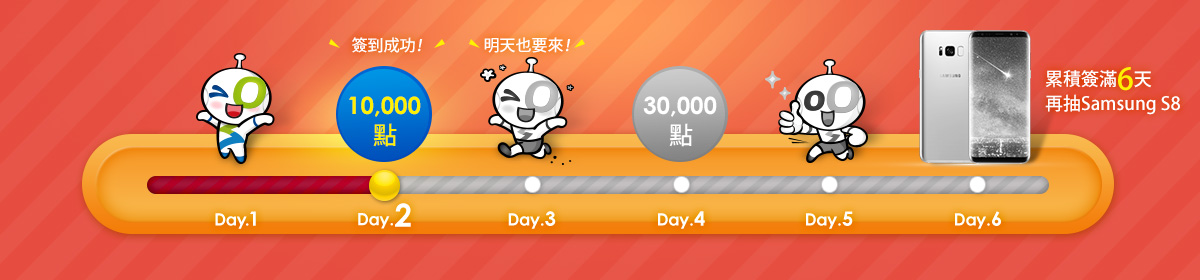 簽到成功!
明天也要來!
10,000
點
30,000
點
SAMSUNG
累積簽滿6天
再抽Samsung S8
Day.1
Day.2
Day.3
Day.4
Day.5
Day.6